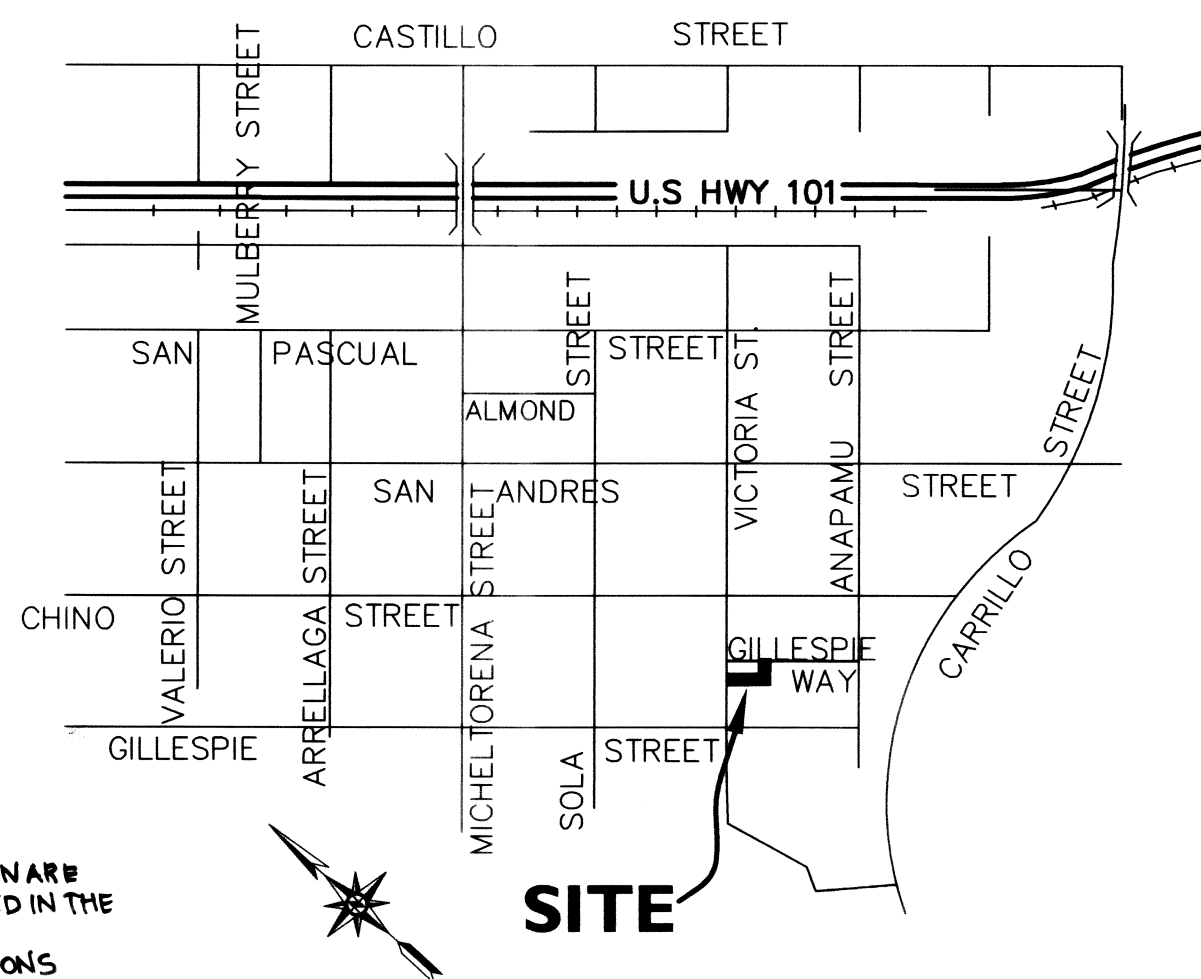 CASTILLO STREET
MULBERRY STREET
U.S HWY 101
SAN PASCUAL STREET
STREET
VICTORIA ST.
STREET
STREET
ALMOND
SAN ANDRES STREET
VALERIO STREET
ARRELLAGA STREET
MICHELTORENA STREET
ANAPAMU
CHINO STREET
CARRILLO
GILLESPIE
WAY
GILLESPIE STREET
SOLA
SITE
N ARE
D IN THE
ONS